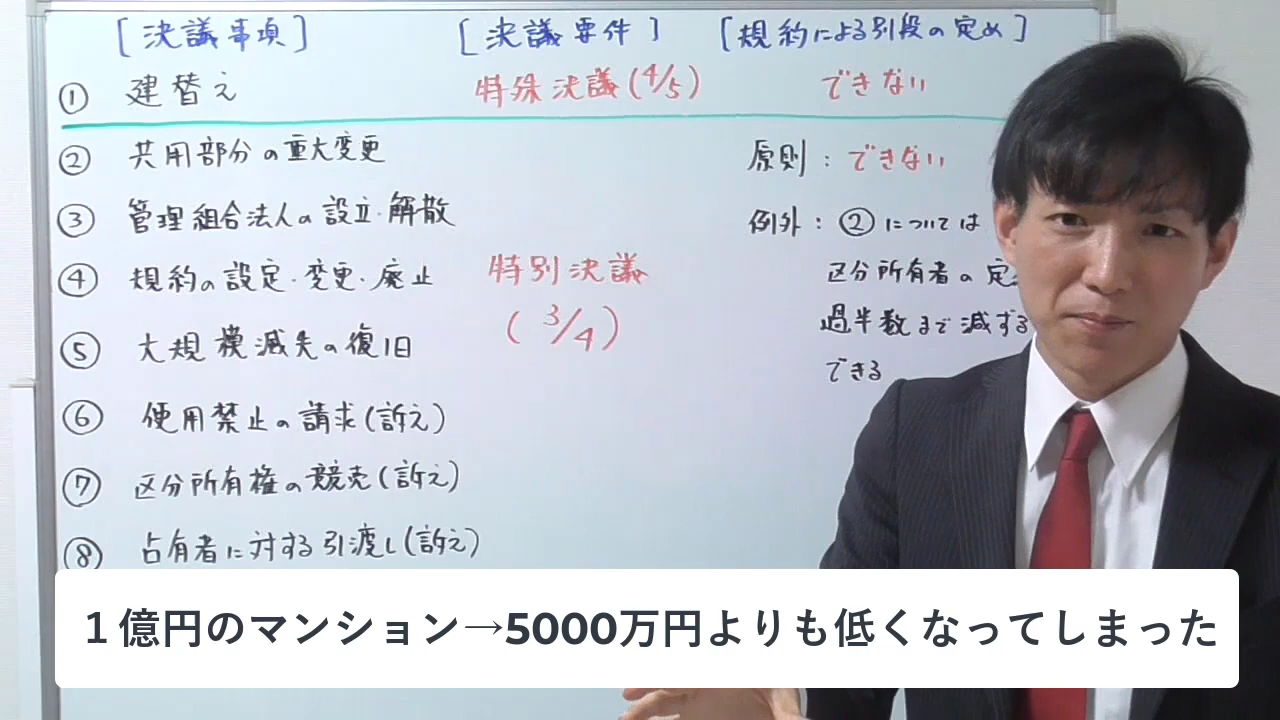 [決議事項] [決議要件] [規約による別段の定め]
① 建替え 特殊決議(4/5) できない
② 共用部分の重大変更 原則：できない
③ 管理組合法人の設立・解散 例外：②については
④ 規約の設定・変更・廃止 特別決議 区分所有者の定
(3/4) 過半数まで減ずる
⑤ 大規模滅失の復旧 できる
⑥ 使用禁止の請求(訴え)
⑦ 区分所有権の競売(訴え)
⑧ 占有者に対する引渡し(訴え)
１億円のマンション→5000万円よりも低くなってしまった